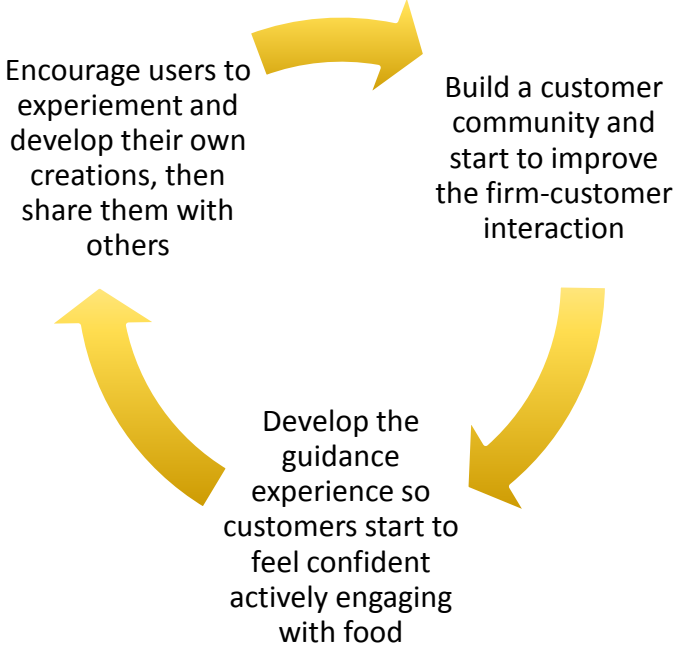 Encourage users to
experiement and
develop their own
creations, then
share them with
others
Build a customer
community and
start to improve
the firm-customer
interaction
Develop the
guidance
experience so
customers start to
feel confident
actively engaging
with food